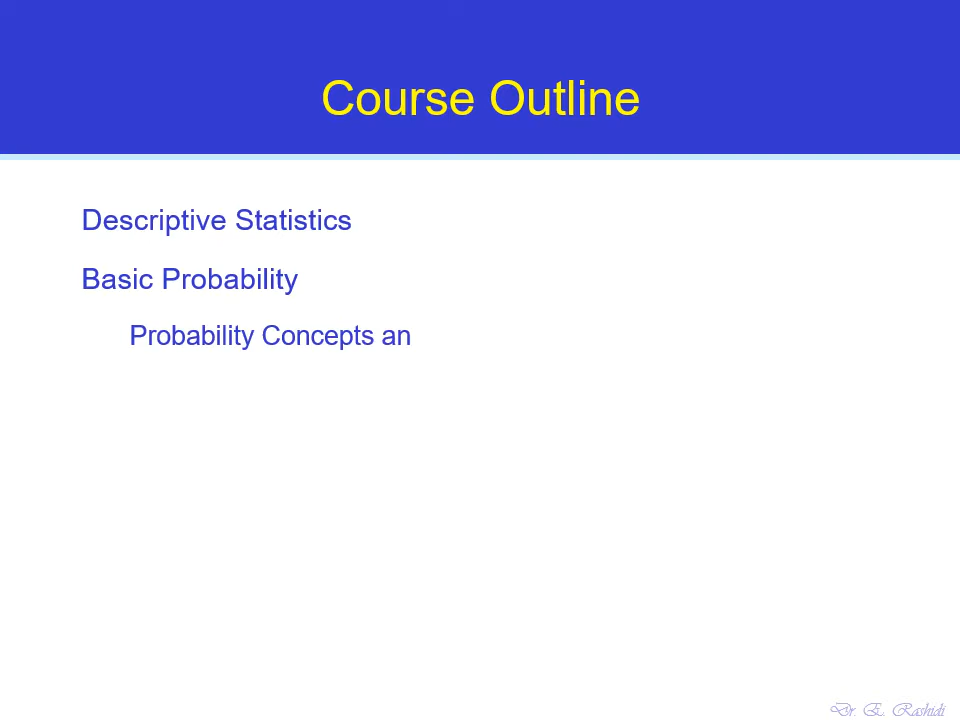 Course Outline
Descriptive Statistics
Basic Probability
Probability Concepts an
Dr. E. Rashidi